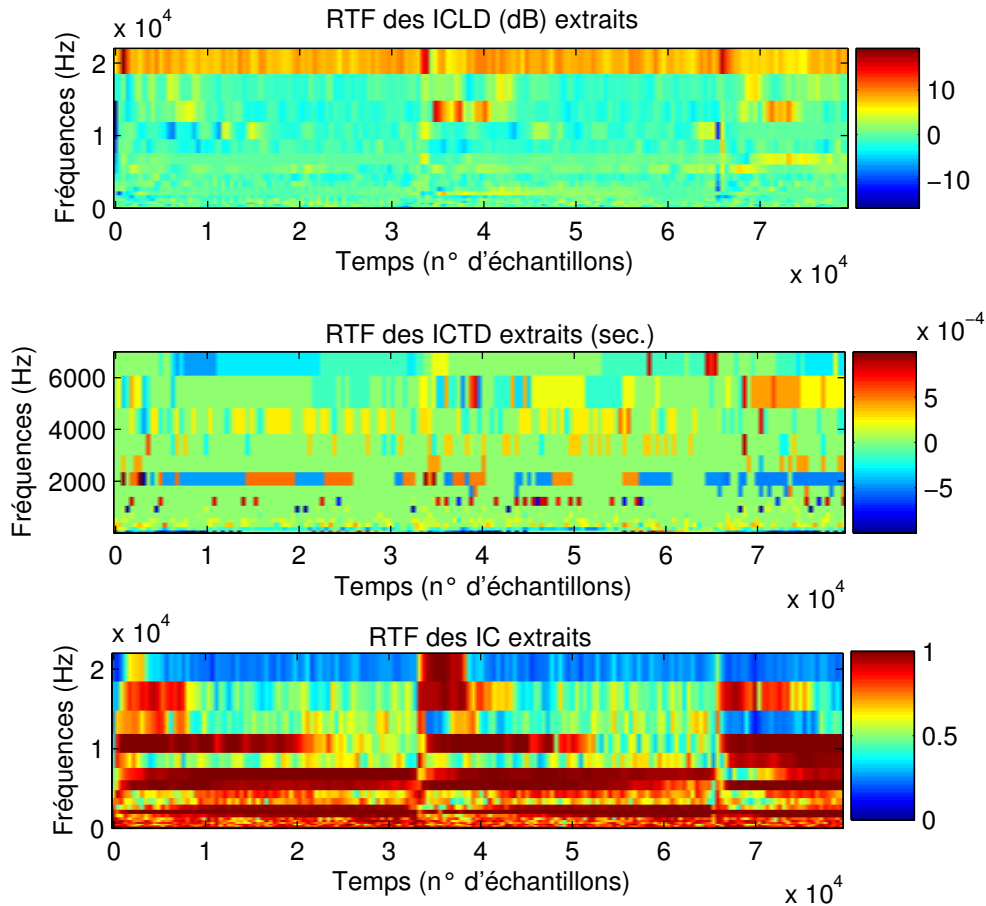 RTF des ICLD (dB) extraits
x 10^4
Fréquences (Hz)
2
1
0
0 1 2 3 4 5 6 7
Temps (n° d'échantillons)
x 10^4
10
0
−10
RTF des ICTD extraits (sec.)
x 10^−4
Fréquences (Hz)
6000
4000
2000
0 1 2 3 4 5 6 7
Temps (n° d'échantillons)
x 10^4
5
0
−5
RTF des IC extraits
x 10^4
Fréquences (Hz)
2
1
0
0 1 2 3 4 5 6 7
Temps (n° d'échantillons)
x 10^4
1
0.5
0